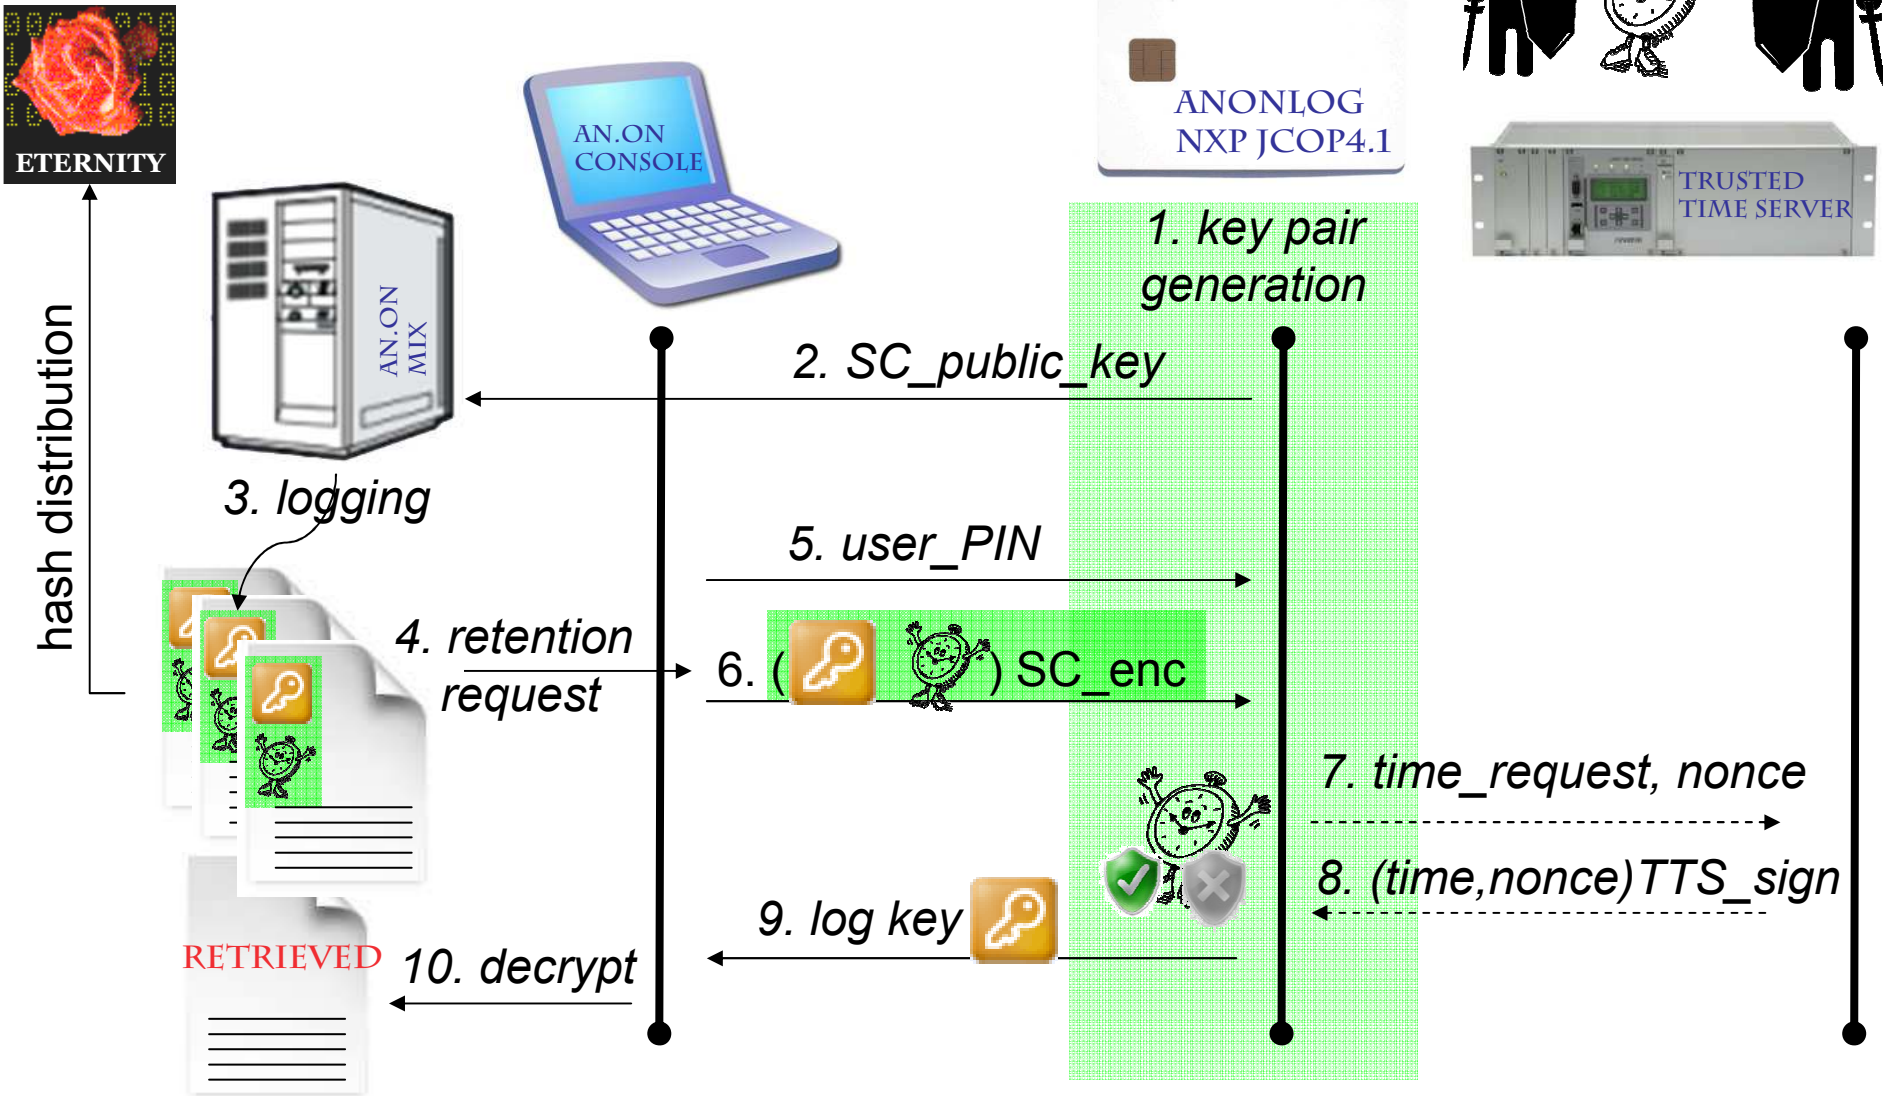 ETERNITY
AN.ON
CONSOLE
ANONLOG
NXP JCOP4.1
TRUSTED
TIME SERVER
AN.ON
MIX
hash distribution
1. key pair
generation
2. SC_public_key
3. logging
4. retention
request
5. user_PIN
6. (
) SC_enc
7. time_request, nonce
8. (time,nonce)TTS_sign
9. log key
RETRIEVED
10. decrypt